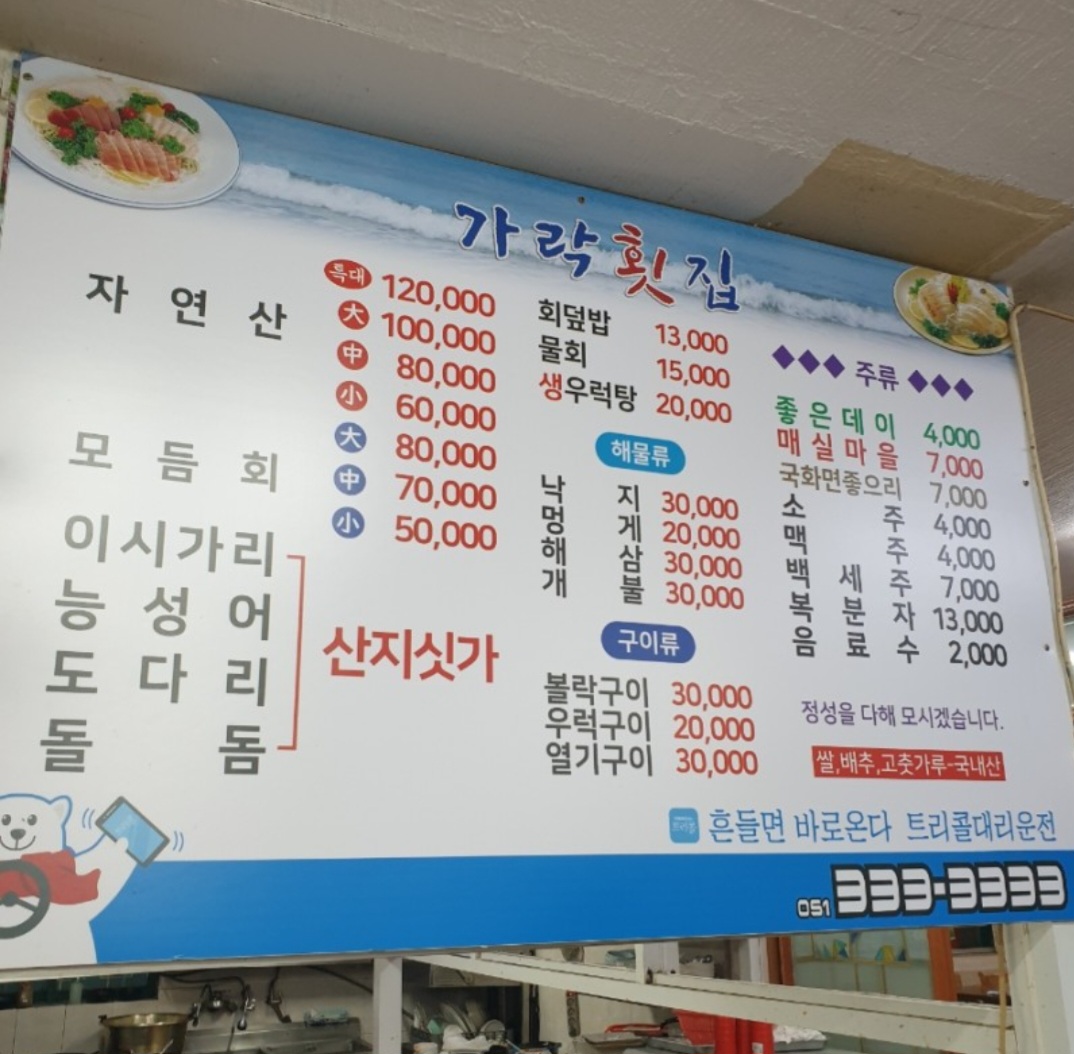 가락횟집
자연산
특대 120,000
大 100,000
中 80,000
小 60,000
모듬회
大 80,000
中 70,000
小 50,000
이시가리
능성어
도다리
돌돔
산지싯가
회덮밥 13,000
물회 15,000
생우럭탕 20,000
해물류
낙지 30,000
멍게 20,000
해삼 30,000
개불 30,000
구이류
볼락구이 30,000
우럭구이 20,000
열기구이 30,000
◆◆◆ 주류 ◆◆◆
좋은데이 4,000
매실마을 7,000
국화면좋으리 7,000
소주 4,000
맥주 4,000
백세주 7,000
복분자 13,000
음료수 2,000
정성을 다해 모시겠습니다.
쌀,배추,고춧가루-국내산
흔들면 바로온다 트리콜대리운전
051 333-3333